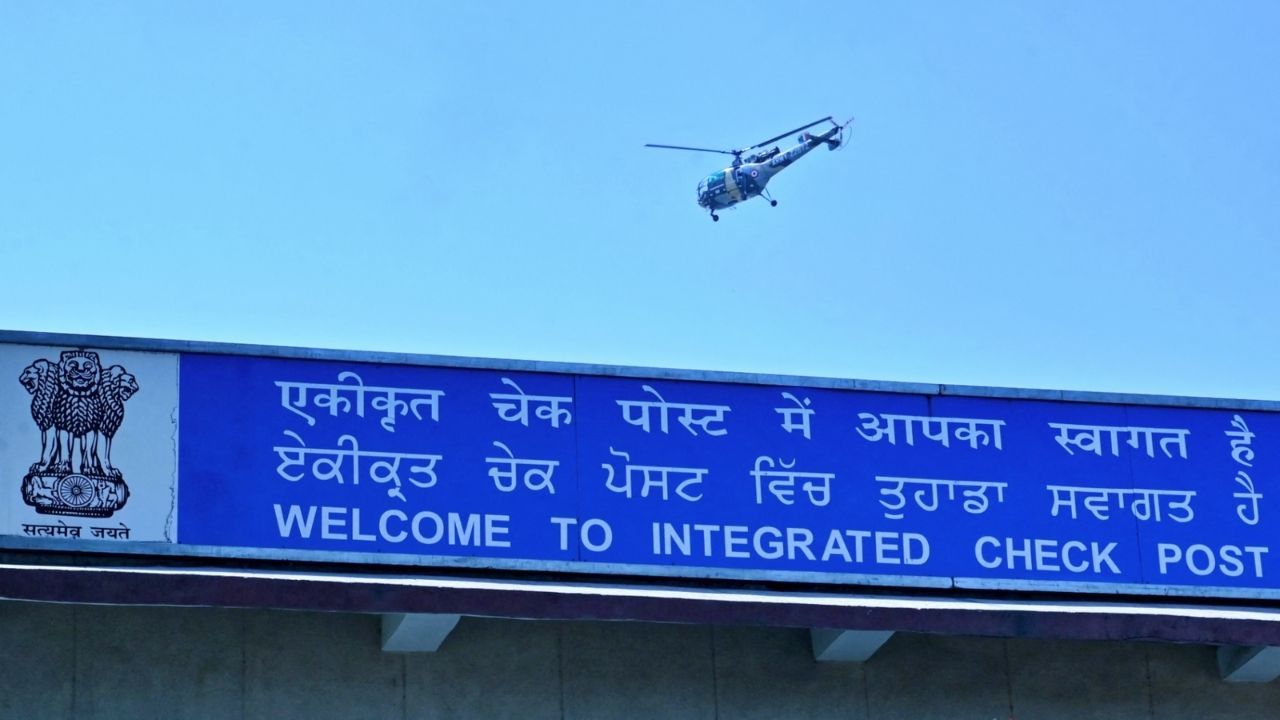 एकीकृत चेक पोस्ट में आपका स्वागत है
ਏਕੀਕ੍ਰਤ ਚੇਕ ਪੋਸਟ ਵਿੱਚ ਤੁਹਾਡਾ ਸਵਾਗਤ ਹੈ
WELCOME TO INTEGRATED CHECK POST
सत्यमेव जयते